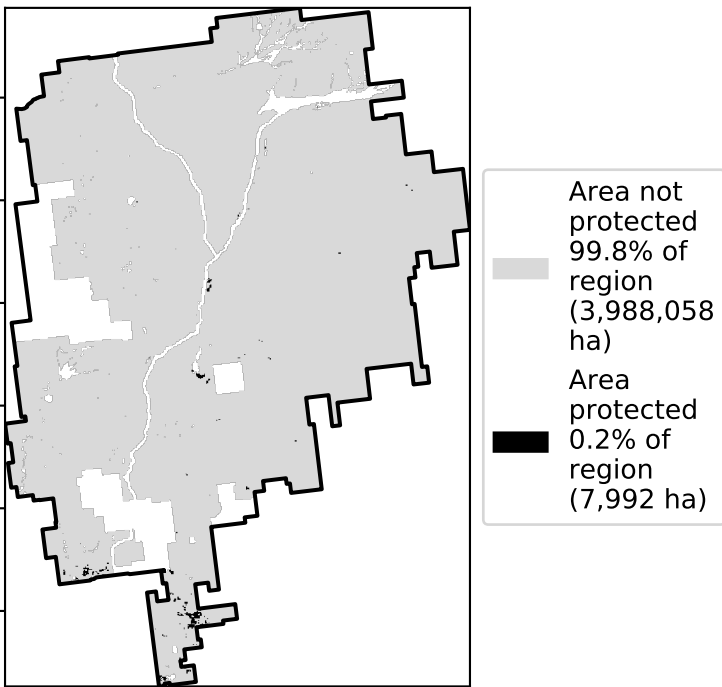 Area not
protected
99.8% of
region
(3,988,058
ha)
Area
protected
0.2% of
region
(7,992 ha)